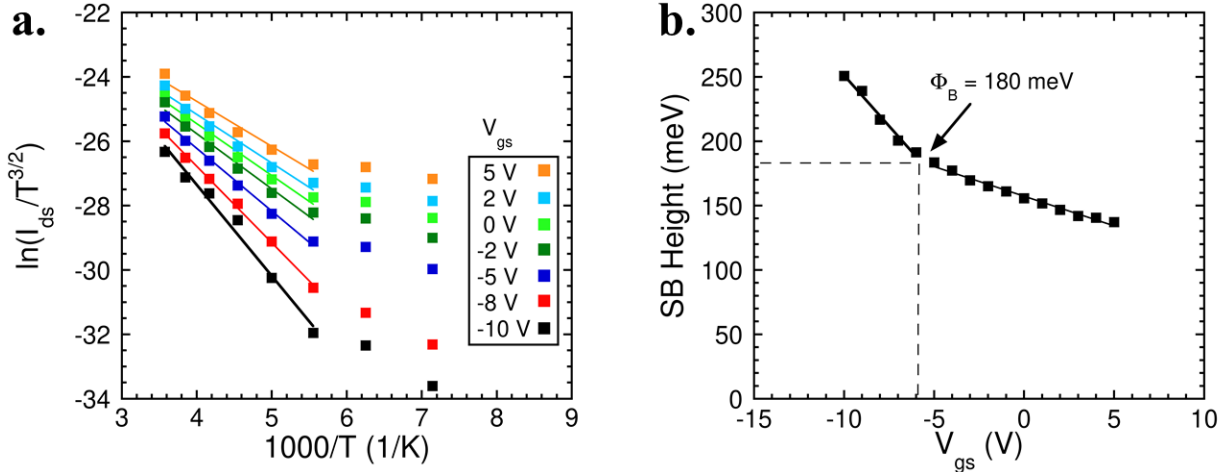 a.
ln(I_ds/T^3/2)
-22
-24
-26
-28
-30
-32
-34
3 4 5 6 7 8 9
1000/T (1/K)
V_gs
5 V
2 V
0 V
-2 V
-5 V
-8 V
-10 V
b.
SB Height (meV)
300
250
200
150
100
50
0
Φ_B = 180 meV
-15 -10 -5 0 5 10
V_gs (V)